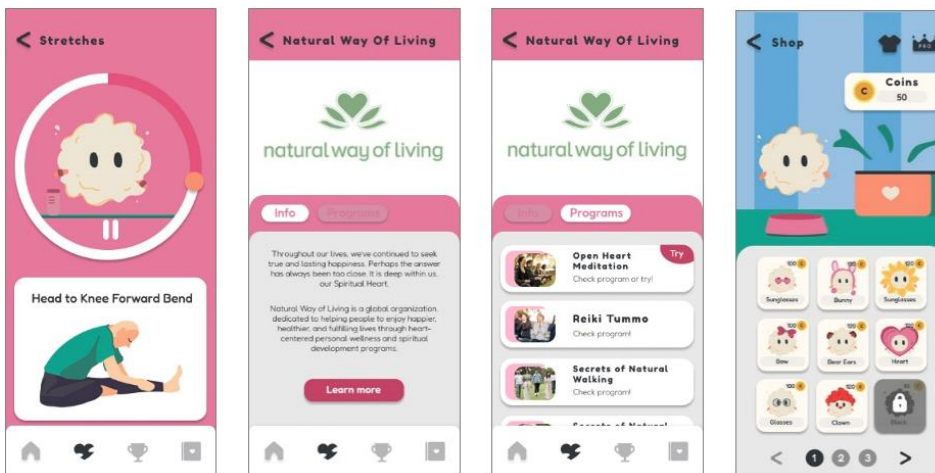 Stretches
Head to Knee Forward Bend
Natural Way Of Living
natural way of living
Info
Programs
Throughout our lives, we've continued to seek
true and lasting happiness. Perhaps the answer
has always been too close. It is deep within us,
our Spiritual Heart.
Natural Way of Living is a global organization
dedicated to helping people to enjoy happier,
healthier, and fulfilling lives through heart-
centered personal wellness and spiritual
development programs.
Learn more
Natural Way Of Living
natural way of living
Info
Programs
Open Heart
Meditation
Check program or try!
Try
Reiki Tummo
Check program!
Secrets of Natural
Walking
Check program!
Secrets of Natural
Shop
PRO
C
Coins
50
100 C
Sunglasses
Bunny
120 C
Sunglasses
100 C
Bow
Bear Ears
Heart
100 C
Glasses
120 C
Clown
1
2
3